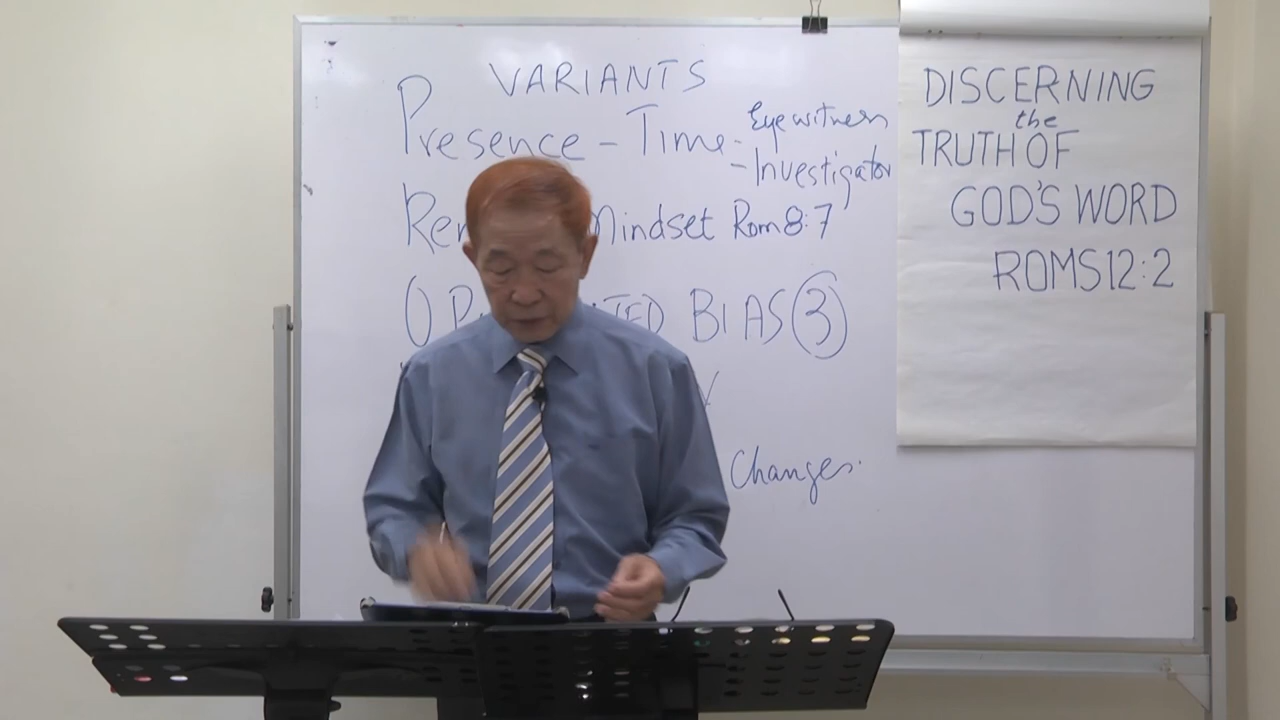 VARIANTS
Presence - Time - Eyewitness
- Investigator
Mindset Rom 8:7
BIAS (3)
Changes.
DISCERNING
the
TRUTH OF
GOD'S WORD
ROMS 12:2